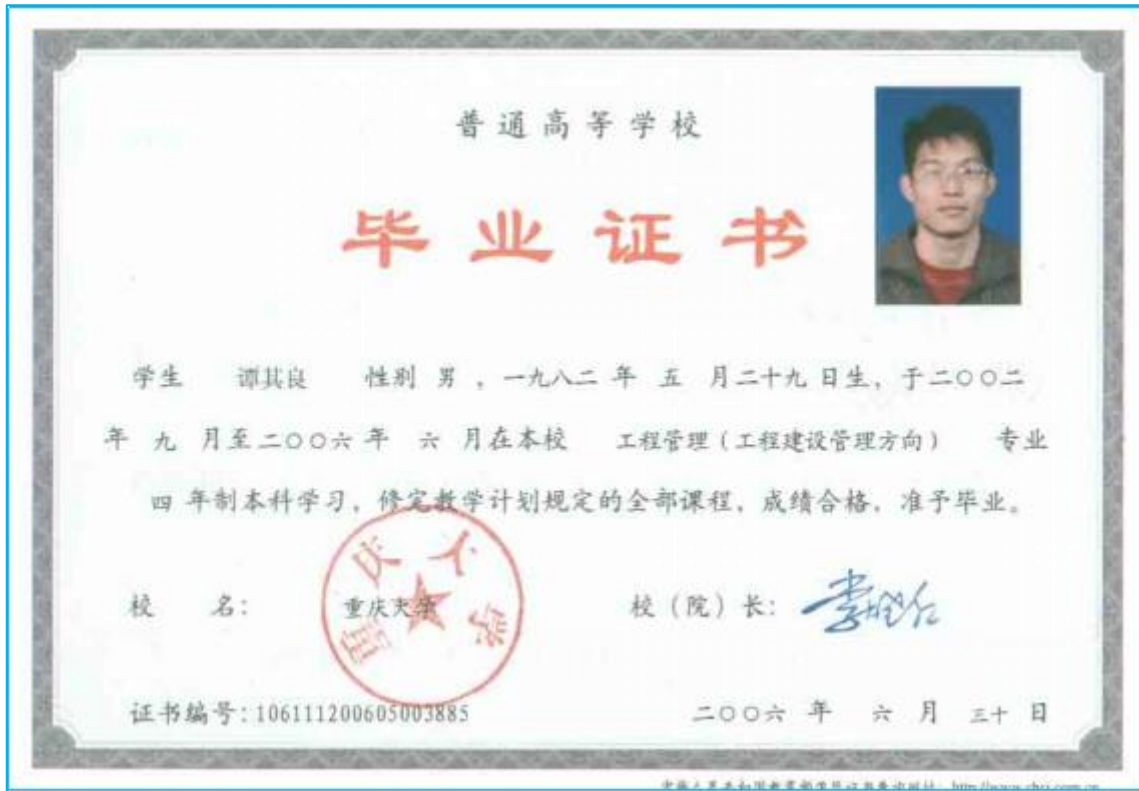 普通高等学校
毕业证书
学生 谭其良 性别 男 ，一九八二 年 五 月二十九 日生，于二〇〇二
年 九 月至二〇〇六 年 六 月在本校 工程管理（工程建设管理方向） 专业
四 年制本科学习，修完教学计划规定的全部课程，成绩合格，准予毕业。
重庆大学
校 名： 重庆大学 校（院）长：
证书编号：106111200605003885 二〇〇六 年 六 月 三十 日